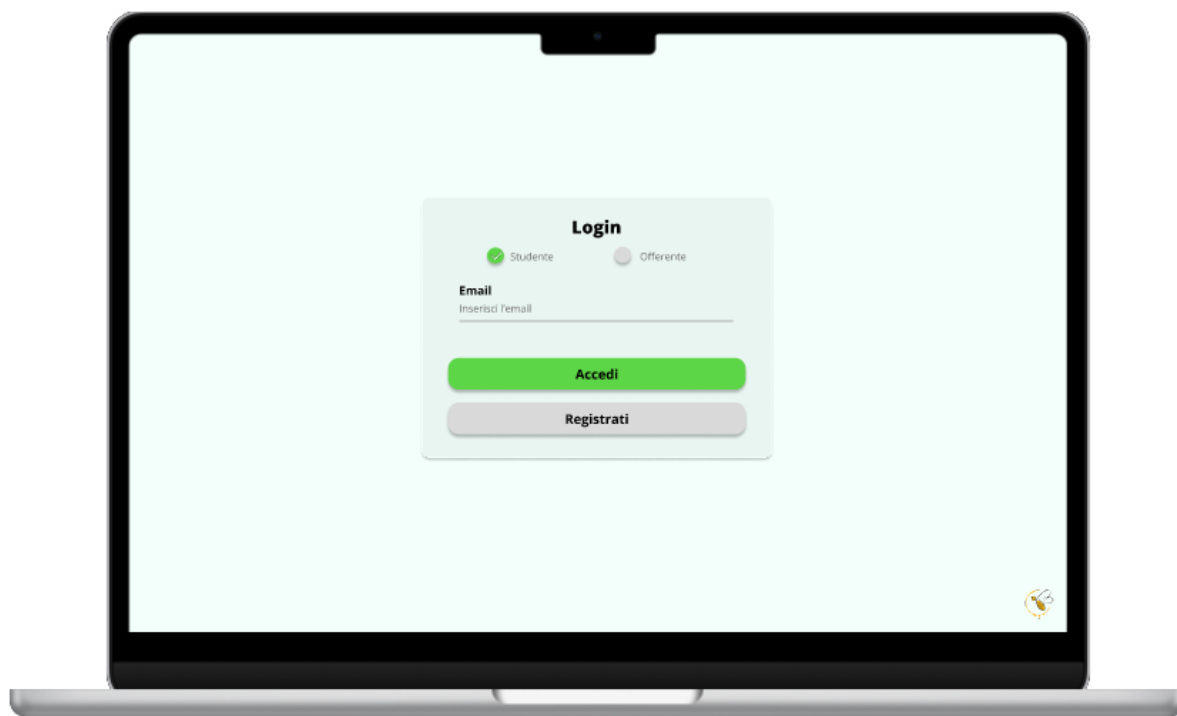 Login
Studente Offerente
Email
Inserisci l'email
Accedi
Registrati